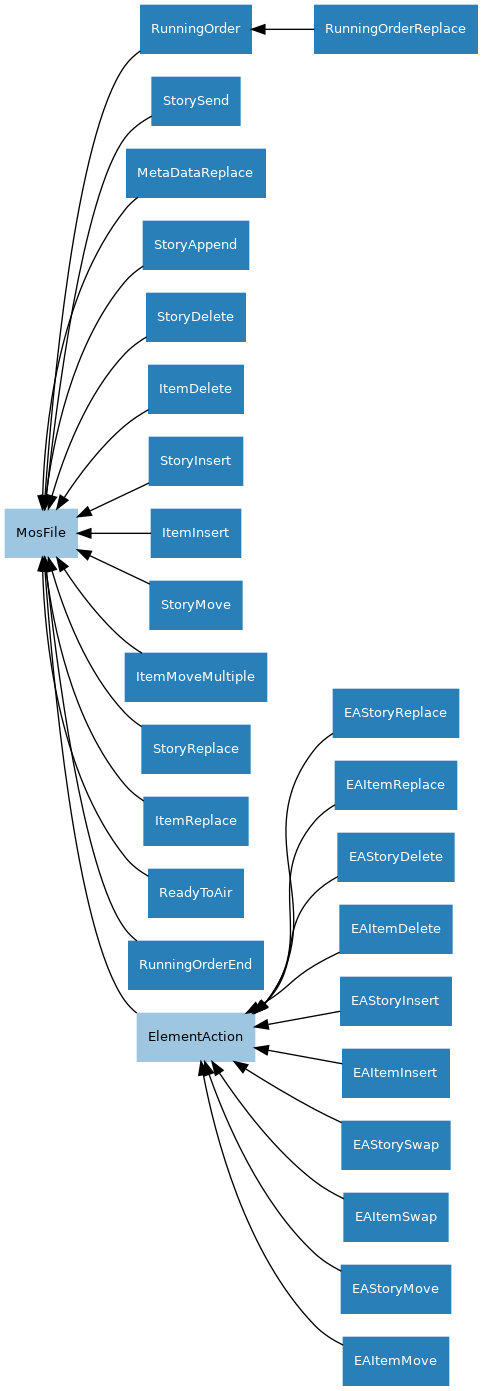 RunningOrder
RunningOrderReplace
StorySend
MetaDataReplace
StoryAppend
StoryDelete
ItemDelete
StoryInsert
MosFile
ItemInsert
StoryMove
ItemMoveMultiple
EAStoryReplace
StoryReplace
EAItemReplace
ItemReplace
EAStoryDelete
ReadyToAir
EAItemDelete
RunningOrderEnd
EAStoryInsert
ElementAction
EAItemInsert
EAStorySwap
EAItemSwap
EAStoryMove
EAItemMove